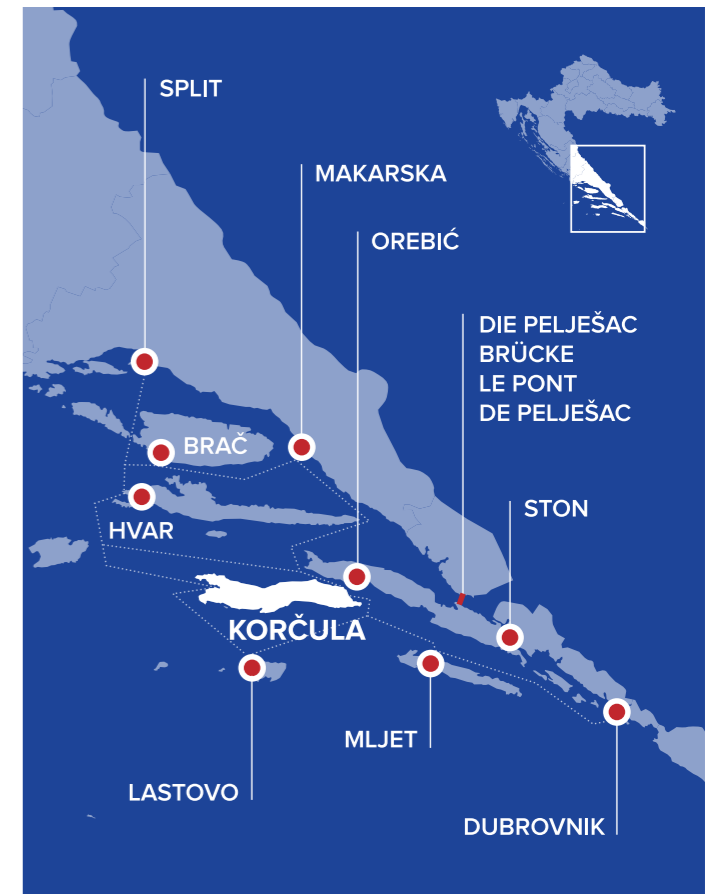 SPLIT
MAKARSKA
OREBIĆ
DIE PELJEŠAC
BRÜCKE
LE PONT
DE PELJEŠAC
BRAČ
STON
HVAR
KORČULA
MLJET
LASTOVO
DUBROVNIK